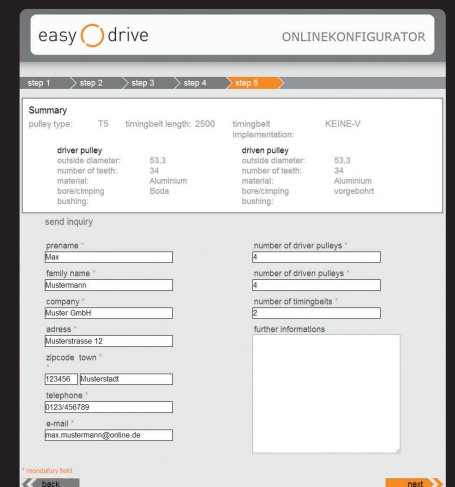 easy drive
ONLINEKONFIGURATOR
step 1 step 2 step 3 step 4 step 5
Summary
pulley type: T5 timingbelt length: 2500 timingbelt implementation: KEINE-V
driver pulley
outside diameter: 53,3
number of teeth: 34
material: Aluminium
bore/clmping bushing: Boda
driven pulley
outside diameter: 53,3
number of teeth: 34
material: Aluminium
bore/clmping bushing: vorgebohrt
send inquiry
prename *
Max
family name *
Mustermann
company *
Muster GmbH
adress *
Musterstrasse 12
zipcode town *
*
123456 Musterstadt
telephone *
0123/456789
e-mail *
max.mustermann@online.de
number of driver pulleys *
4
number of driven pulleys *
4
number of timingbelts *
2
further informations
* mondatory field
back
next